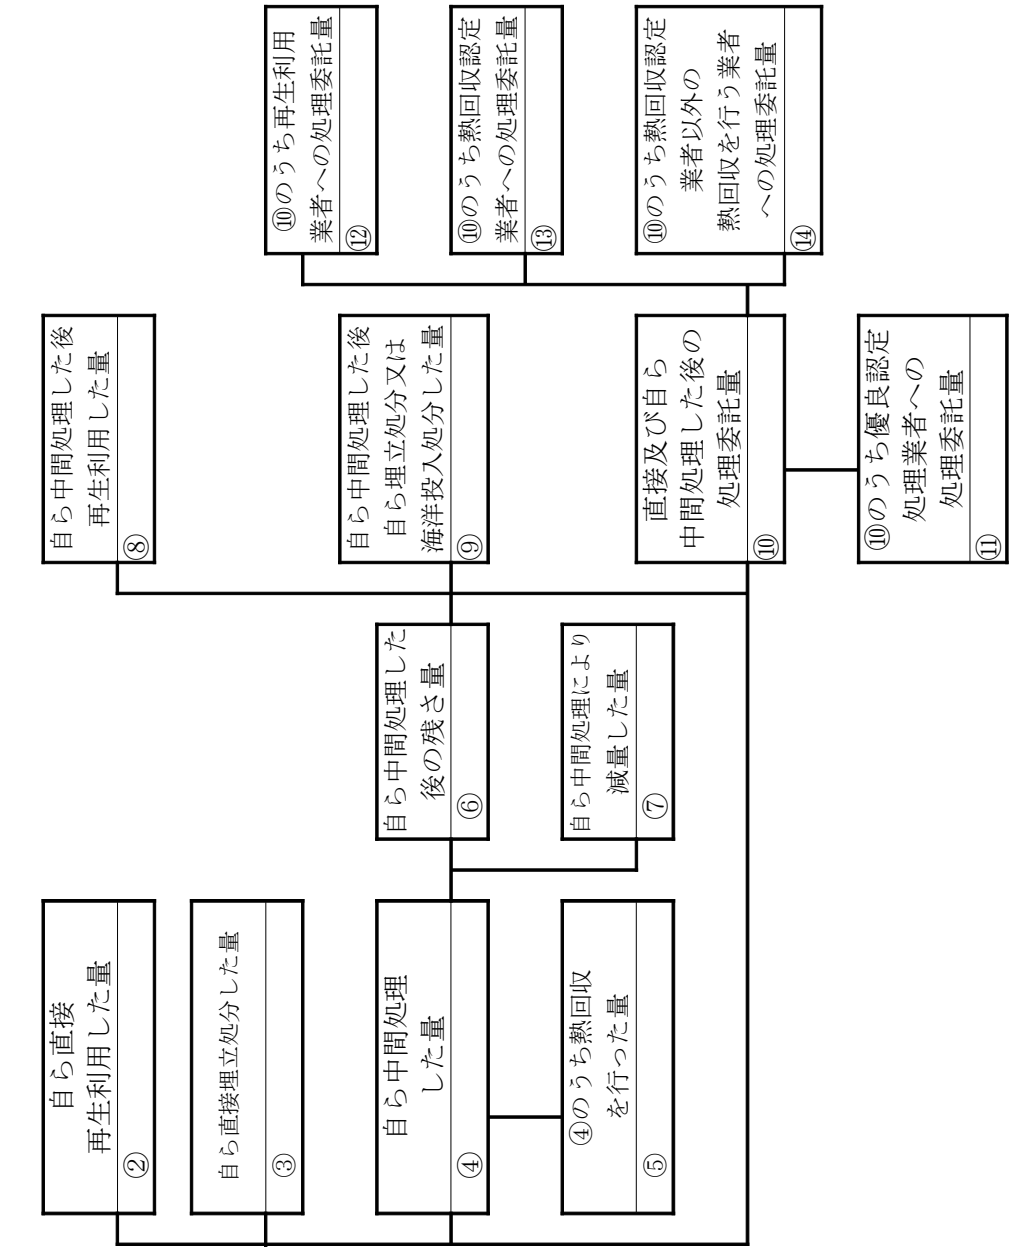 自ら直接
再生利用した量
②
自ら直接埋立処分した量
③
自ら中間処理
した量
④
④のうち熱回収
を行った量
⑤
自ら中間処理した
後の残さ量
⑥
自ら中間処理により
減量した量
⑦
自ら中間処理した後
再生利用した量
⑧
自ら中間処理した後
自ら埋立処分又は
海洋投入処分した量
⑨
直接及び自ら
中間処理した後の
処理委託量
⑩
⑩のうち優良認定
処理業者への
処理委託量
⑪
⑩のうち再生利用
業者への処理委託量
⑫
⑩のうち熱回収認定
業者への処理委託量
⑬
⑩のうち熱回収認定
業者以外の
熱回収を行う業者
への処理委託量
⑭